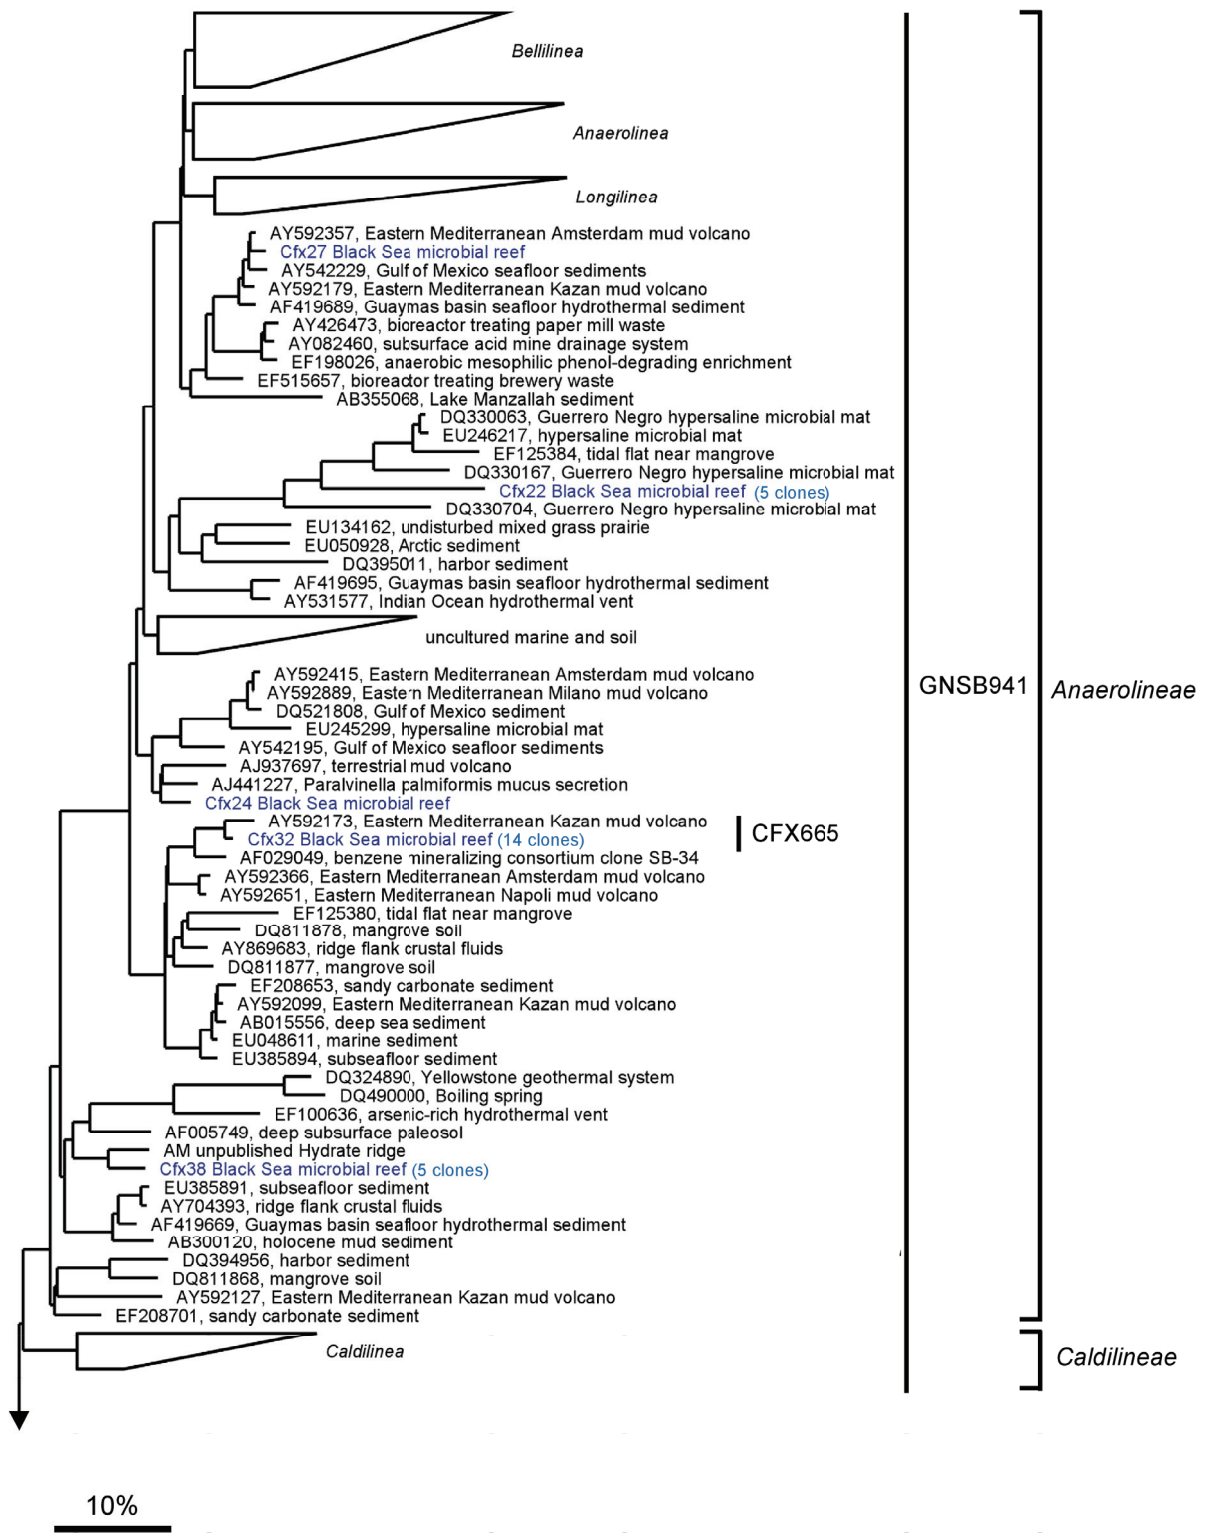 Bellilinea
Anaerolinea
Longilinea
AY592357, Eastern Mediterranean Amsterdam mud volcano
Cfx27 Black Sea microbial reef
AY542229, Gulf of Mexico seafloor sediments
AY592179, Eastern Mediterranean Kazan mud volcano
AF419689, Guaymas basin seafloor hydrothermal sediment
AY426473, bioreactor treating paper mill waste
AY082460, subsurface acid mine drainage system
EF198026, anaerobic mesophilic phenol-degrading enrichment
EF515657, bioreactor treating brewery waste
AB355068, Lake Manzallah sediment
DQ330063, Guerrero Negro hypersaline microbial mat
EU246217, hypersaline microbial mat
EF125384, tidal flat near mangrove
DQ330167, Guerrero Negro hypersaline microbial mat
Cfx22 Black Sea microbial reef (5 clones)
DQ330704, Guerrero Negro hypersaline microbial mat
EU134162, undisturbed mixed grass prairie
EU050928, Arctic sediment
DQ395011, harbor sediment
AF419695, Guaymas basin seafloor hydrothermal sediment
AY531577, Indian Ocean hydrothermal vent
uncultured marine and soil
AY592415, Eastern Mediterranean Amsterdam mud volcano
AY592889, Eastern Mediterranean Milano mud volcano
GNSB941
Anaerolineae
DQ521808, Gulf of Mexico sediment
EU245299, hypersaline microbial mat
AY542195, Gulf of Mexico seafloor sediments
AJ937697, terrestrial mud volcano
AJ441227, Paralvinella palmiformis mucus secretion
Cfx24 Black Sea microbial reef
AY592173, Eastern Mediterranean Kazan mud volcano
CFX665
Cfx32 Black Sea microbial reef (14 clones)
AF029049, benzene mineralizing consortium clone SB-34
AY592366, Eastern Mediterranean Amsterdam mud volcano
AY592651, Eastern Mediterranean Napoli mud volcano
EF125380, tidal flat near mangrove
DQ811878, mangrove soil
AY869683, ridge flank crustal fluids
DQ811877, mangrove soil
EF208653, sandy carbonate sediment
AY592099, Eastern Mediterranean Kazan mud volcano
AB015556, deep sea sediment
EU048611, marine sediment
EU385894, subseafloor sediment
DQ324890, Yellowstone geothermal system
DQ490000, Boiling spring
EF100636, arsenic-rich hydrothermal vent
AF005749, deep subsurface paleosol
AM unpublished Hydrate ridge
Cfx38 Black Sea microbial reef (5 clones)
EU385891, subseafloor sediment
AY704393, ridge flank crustal fluids
AF419669, Guaymas basin seafloor hydrothermal sediment
AB300120, holocene mud sediment
DQ394956, harbor sediment
DQ811868, mangrove soil
AY592127, Eastern Mediterranean Kazan mud volcano
EF208701, sandy carbonate sediment
Caldilinea
Caldilineae
10%